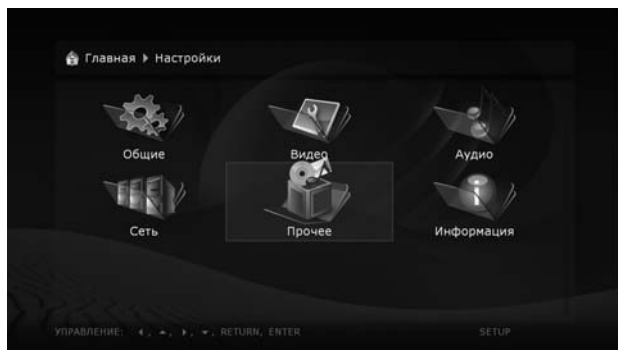 Главная ▶ Настройки
Общие Видео Аудио
Сеть Прочее Информация
УПРАВЛЕНИЕ: ◀, ▲, ▶, ▼, RETURN, ENTER SETUP